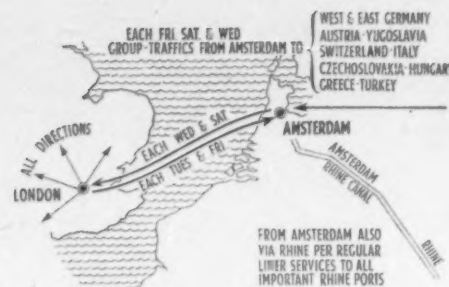 EACH FRI. SAT. & WED
GROUP-TRAFFICS FROM AMSTERDAM TO
WEST & EAST GERMANY
AUSTRIA-YUGOSLAVIA
SWITZERLAND-ITALY
CZECHOSLOVAKIA-HUNGARY
GREECE-TURKEY
ALL DIRECTIONS
LONDON
EACH WED & SAT
EACH TUES & FRI
AMSTERDAM
AMSTERDAM
RHINE CANAL
RHINE
FROM AMSTERDAM ALSO
VIA RHINE PER REGULAR
LINER SERVICES TO ALL
IMPORTANT RHINE PORTS